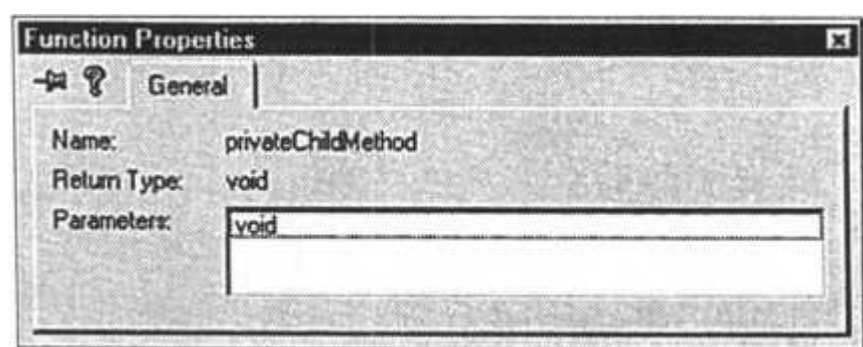 Function Properties
? General
Name: privateChildMethod
Return Type: void
Parameters: void